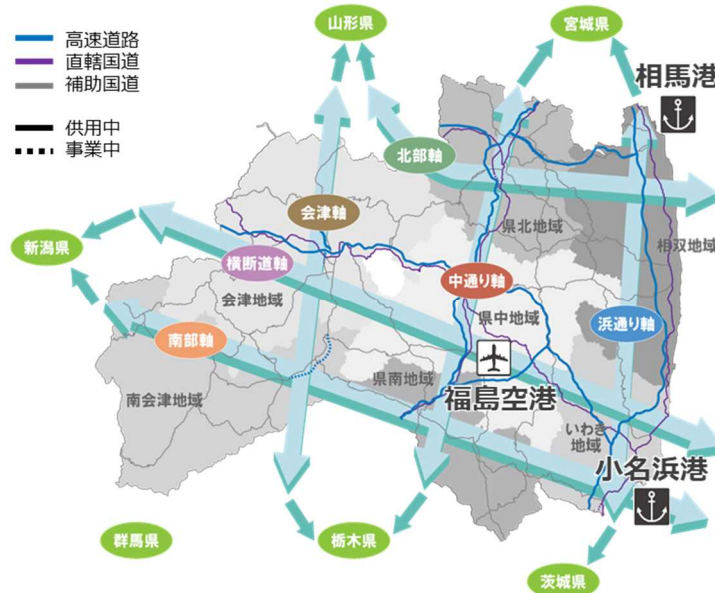 高速道路
直轄国道
補助国道
供用中
事業中
山形県
宮城県
相馬港
北部軸
会津軸
県北地域
相双地域
新潟県
横断道軸
中通り軸
会津地域
県中地域
浜通り軸
南部軸
県南地域
福島空港
南会津地域
いわき
地域
小名浜港
群馬県
栃木県
茨城県